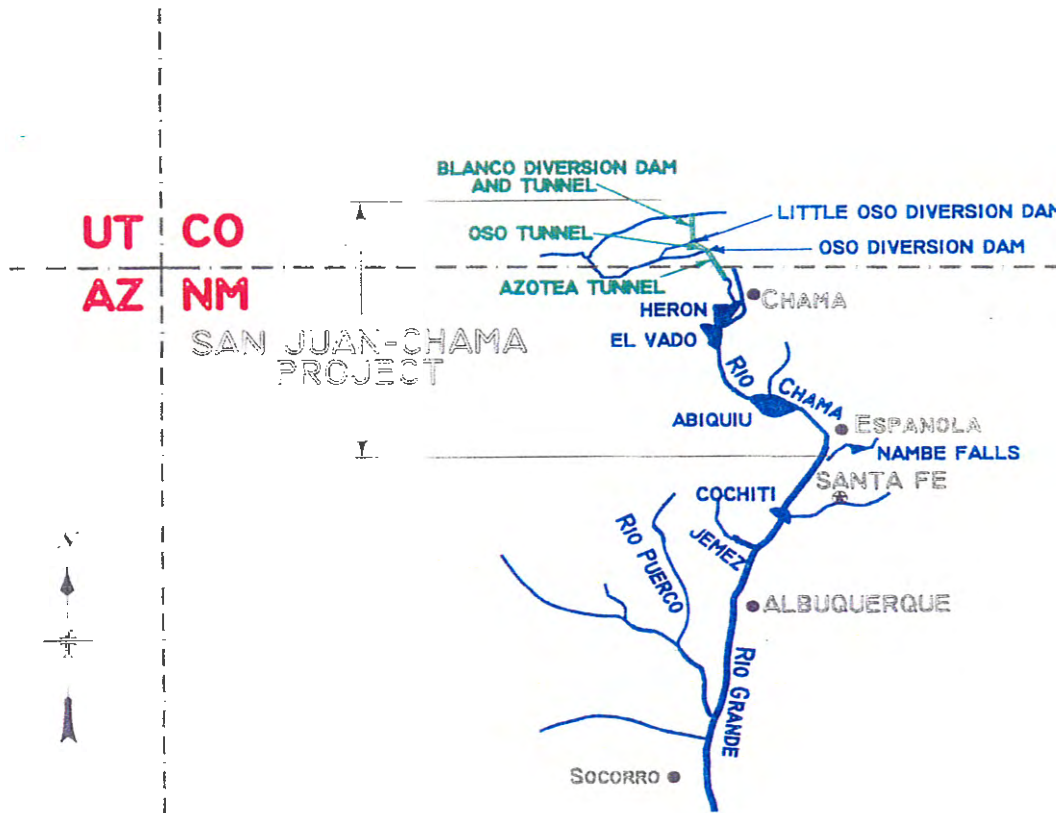 BLANCO DIVERSION DAM
AND TUNNEL
LITTLE OSO DIVERSION DAM
UT
CO
OSO TUNNEL
OSO DIVERSION DAM
AZ
NM
AZOTEA TUNNEL
CHAMA
HERON
EL VADO
SAN JUAN-CHAMA
PROJECT
RIO
CHAMA
ABIQUIU
ESPANOLA
NAMBE FALLS
SANTA FE
COCHITI
RIO PUERCO
JEMEZ
N
ALBUQUERQUE
RIO GRANDE
SOCORRO